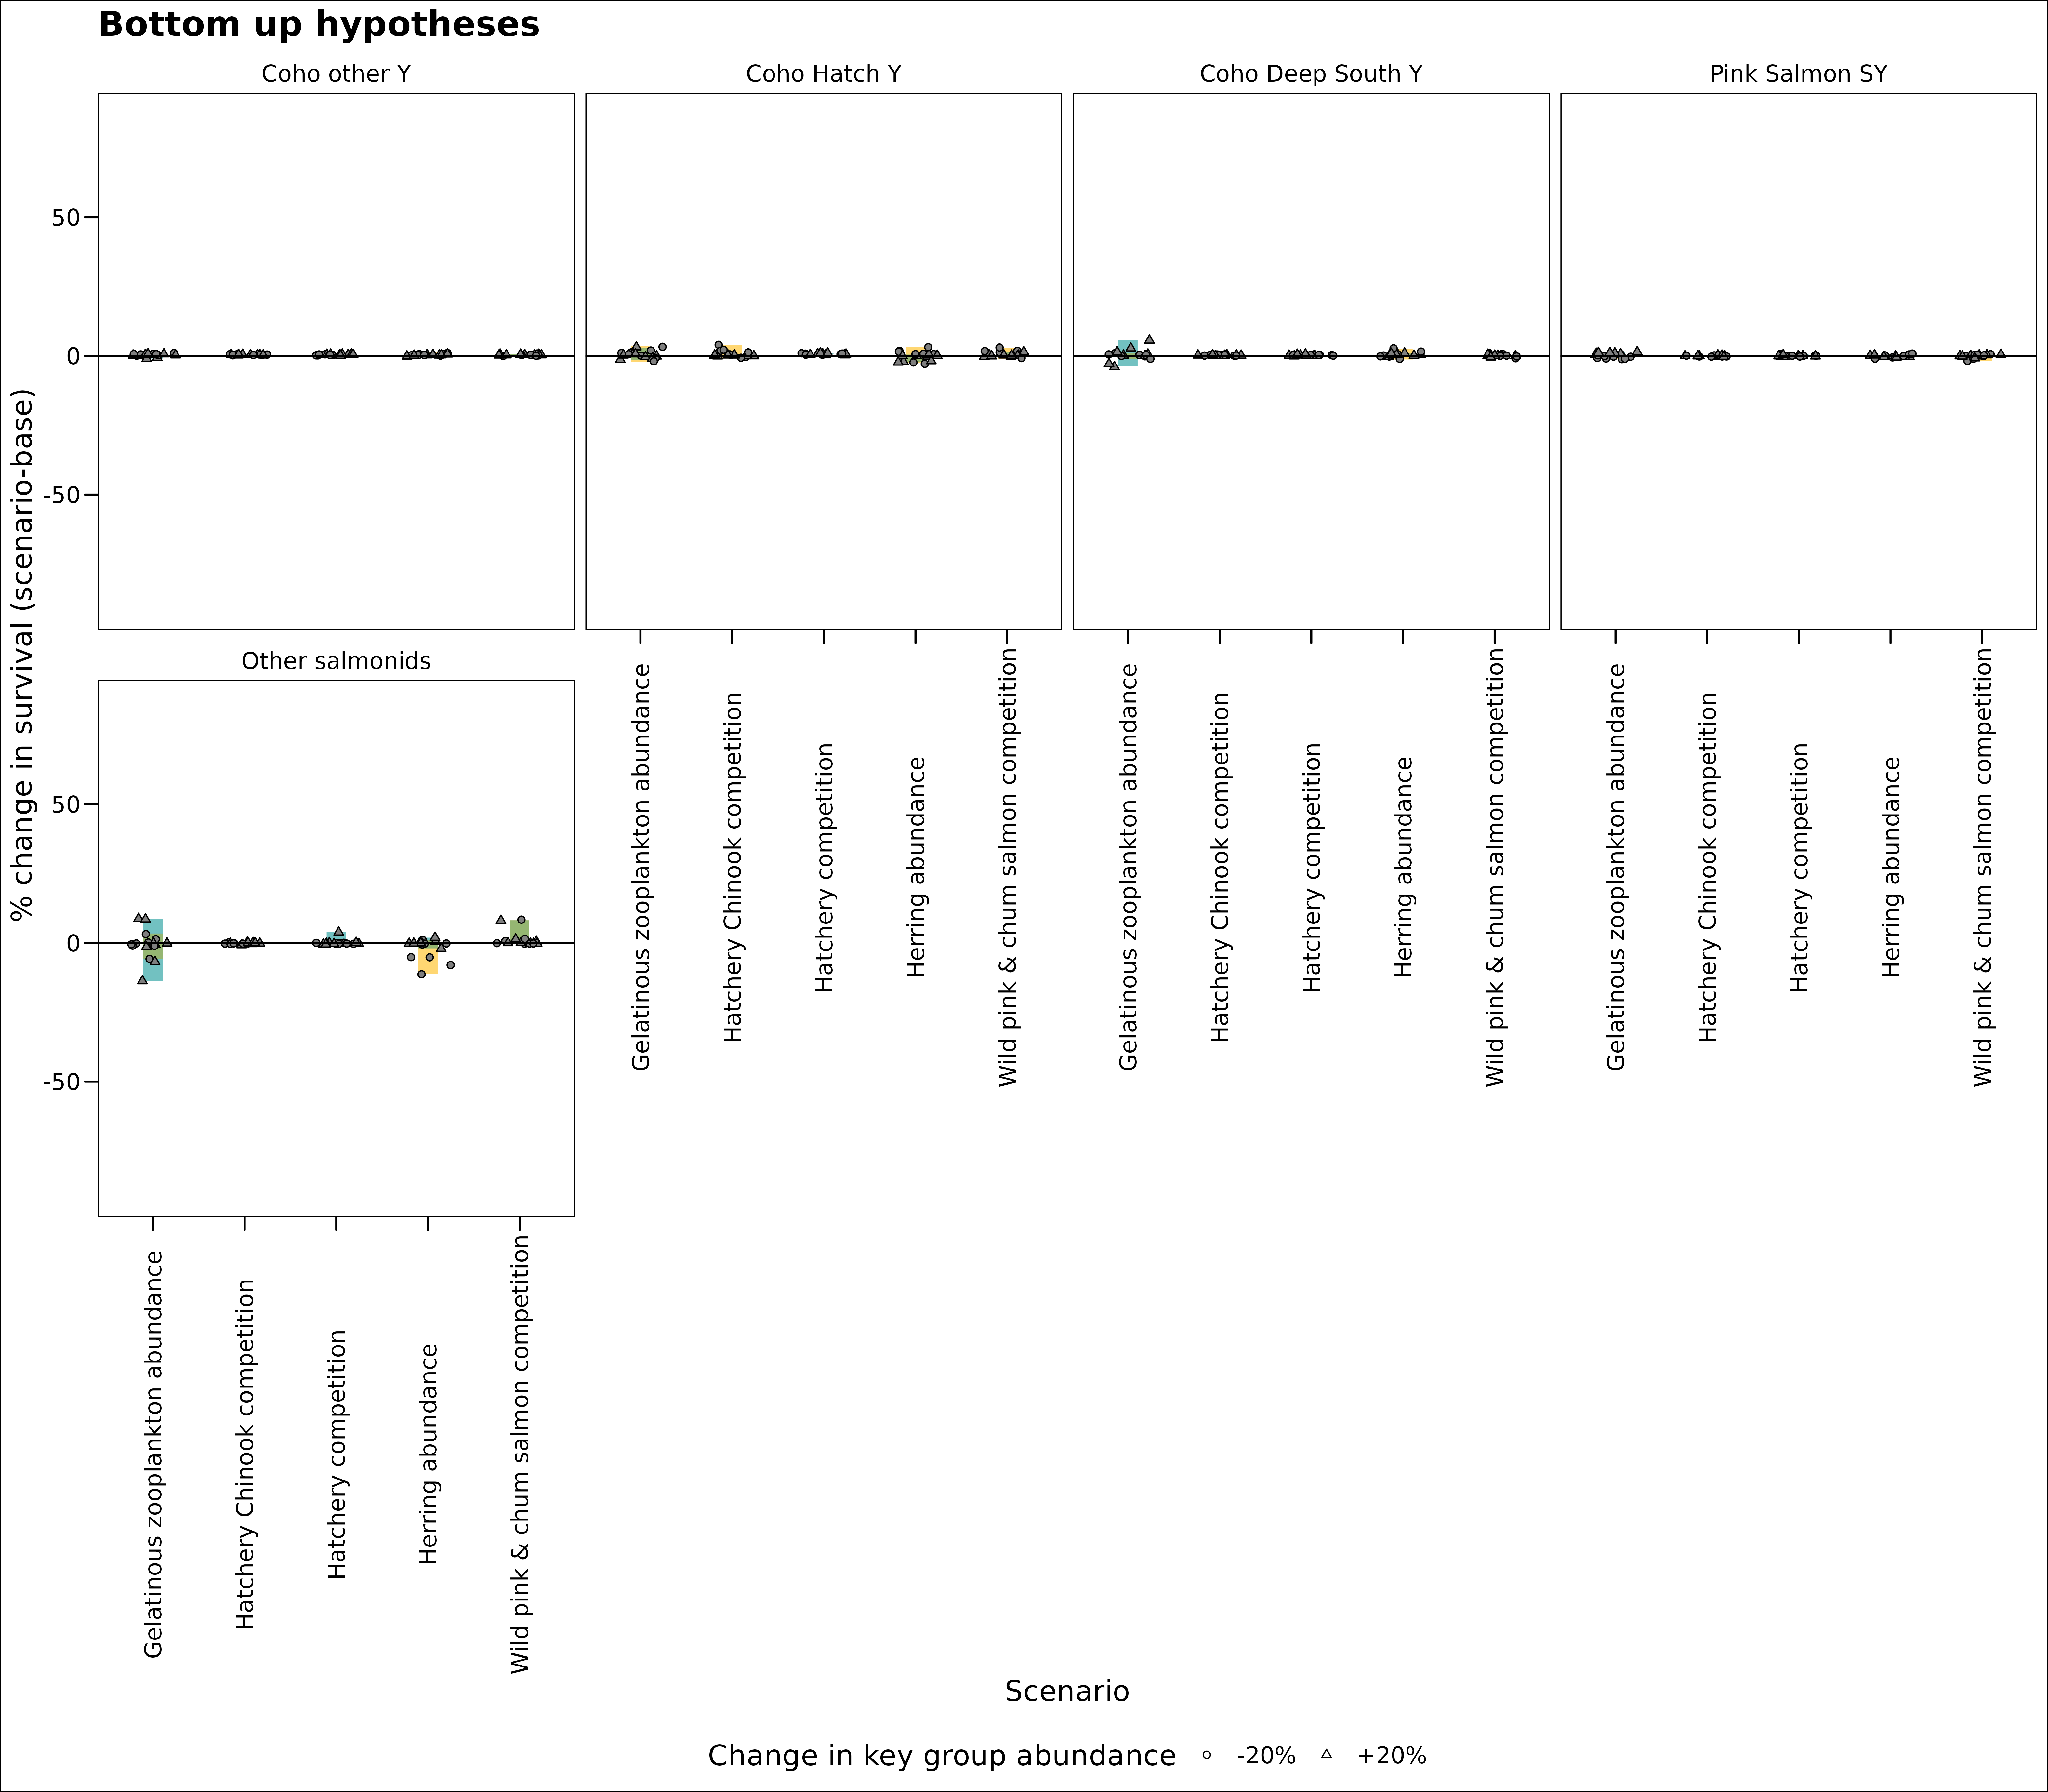 Bottom up hypotheses
Coho other Y
Coho Hatch Y
Coho Deep South Y
Pink Salmon SY
50
0
-50
% change in survival (scenario-base)
Gelatinous zooplankton abundance
Hatchery Chinook competition
Hatchery competition
Herring abundance
Wild pink & chum salmon competition
Gelatinous zooplankton abundance
Hatchery Chinook competition
Hatchery competition
Herring abundance
Wild pink & chum salmon competition
Gelatinous zooplankton abundance
Hatchery Chinook competition
Hatchery competition
Herring abundance
Wild pink & chum salmon competition
Other salmonids
50
0
-50
Gelatinous zooplankton abundance
Hatchery Chinook competition
Hatchery competition
Herring abundance
Wild pink & chum salmon competition
Scenario
Change in key group abundance -20% +20%